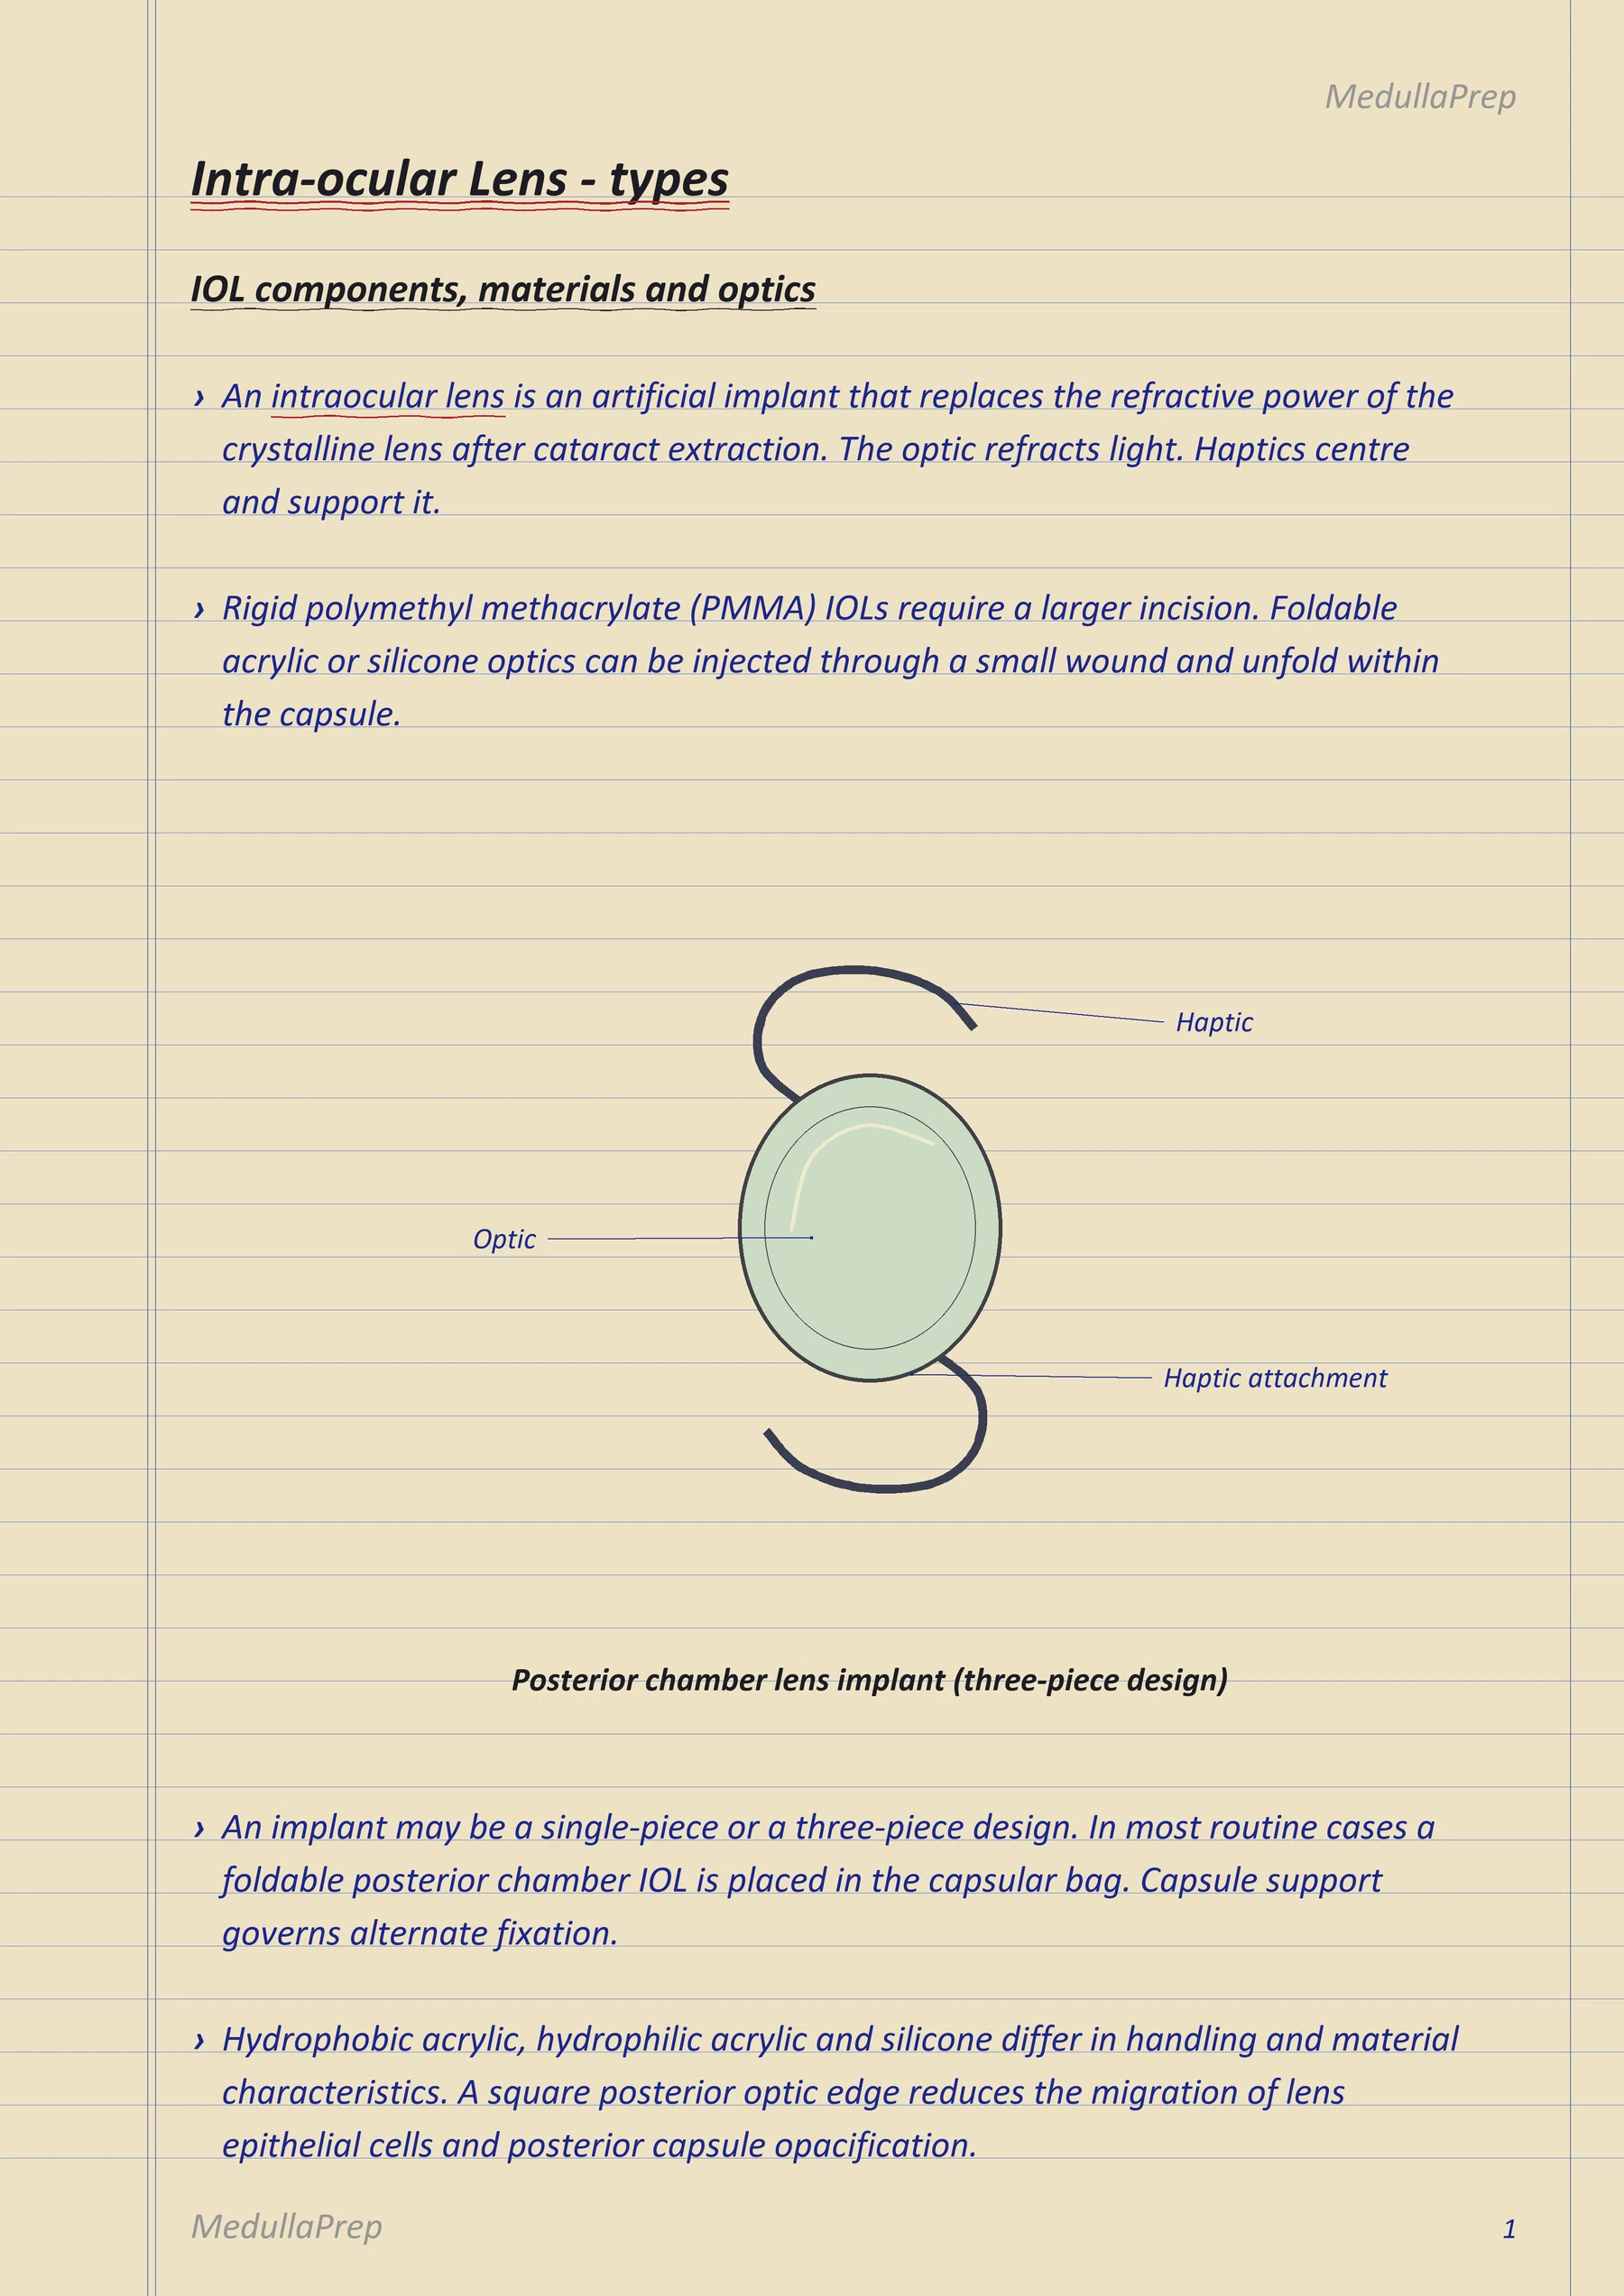 MedullaPrep
Intra-ocular Lens - types
IOL components, materials and optics
› An intraocular lens is an artificial implant that replaces the refractive power of the
crystalline lens after cataract extraction. The optic refracts light. Haptics centre
and support it.
› Rigid polymethyl methacrylate (PMMA) IOLs require a larger incision. Foldable
acrylic or silicone optics can be injected through a small wound and unfold within
the capsule.
Haptic
Optic
Haptic attachment
Posterior chamber lens implant (three-piece design)
› An implant may be a single-piece or a three-piece design. In most routine cases a
foldable posterior chamber IOL is placed in the capsular bag. Capsule support
governs alternate fixation.
› Hydrophobic acrylic, hydrophilic acrylic and silicone differ in handling and material
characteristics. A square posterior optic edge reduces the migration of lens
epithelial cells and posterior capsule opacification.
MedullaPrep
1